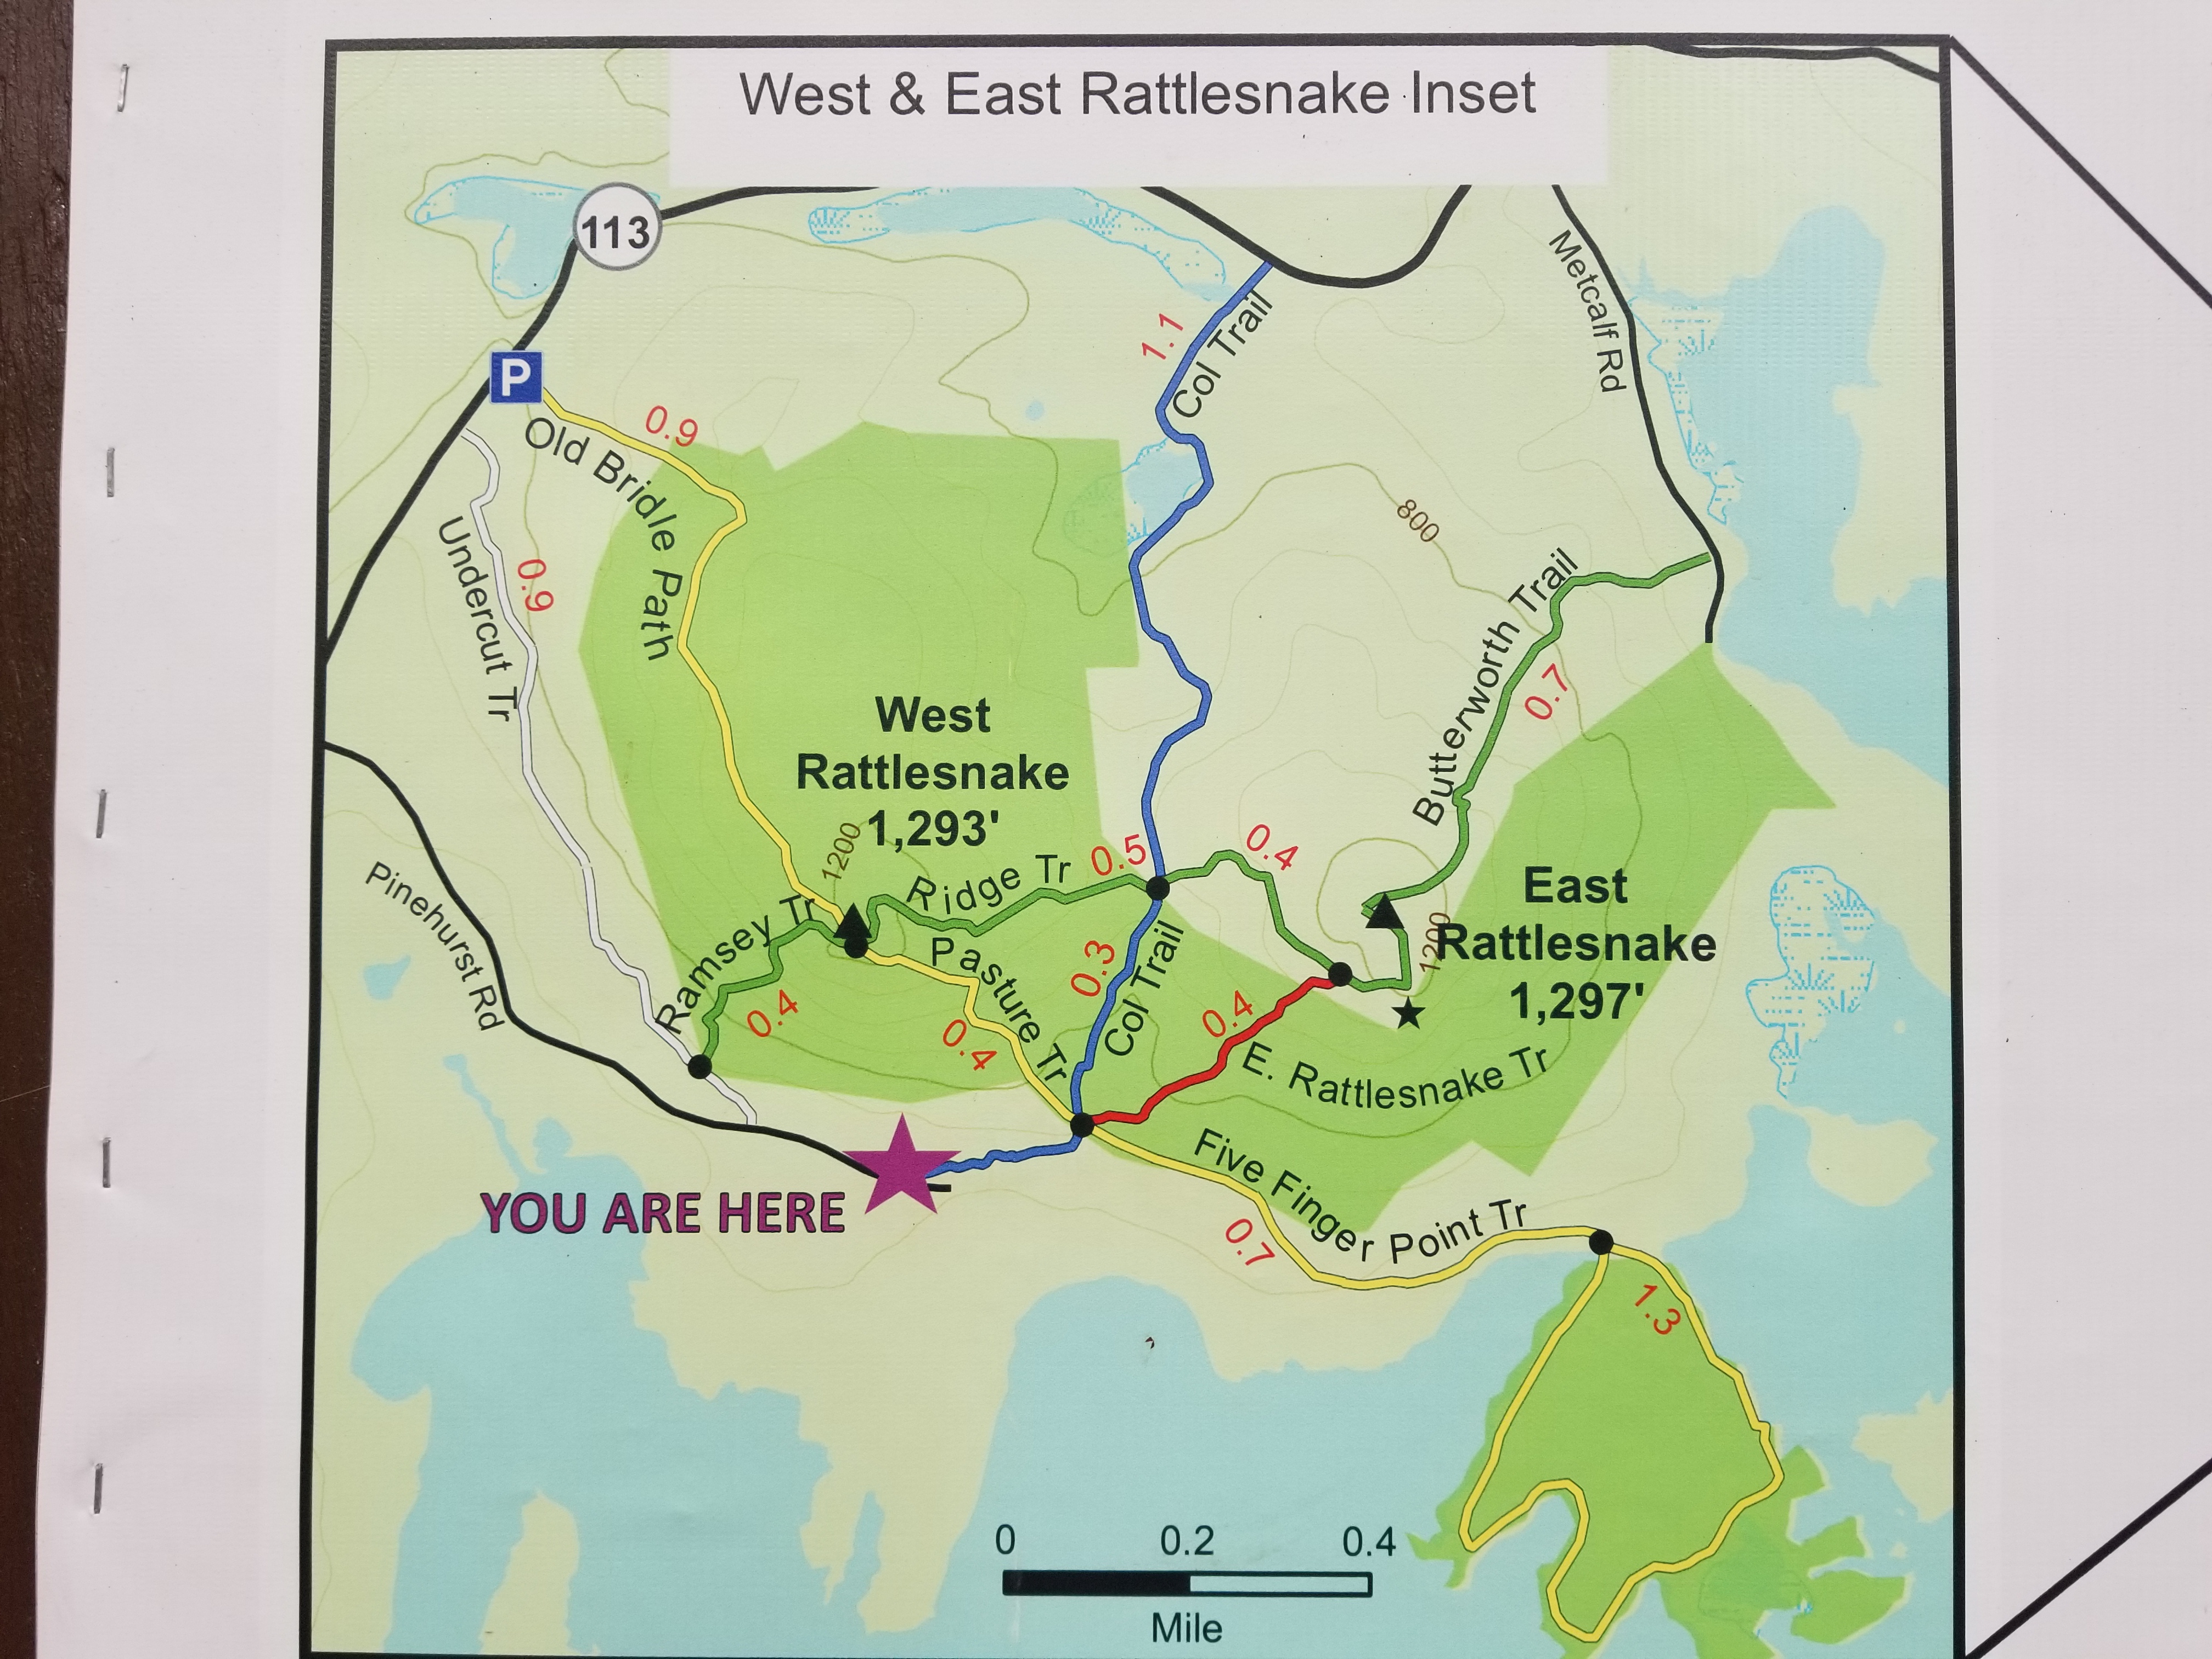 West & East Rattlesnake Inset
113
P
Old Bridle Path
0.9
Undercut Tr
0.9
1.1
Col Trail
Metcalf Rd
800
Butterworth Trail
0.7
West
Rattlesnake
1,293'
1200
Ridge Tr
0.5
0.4
Ramsey Tr
0.4
Pasture Tr
0.4
0.3
Col Trail
0.4
E. Rattlesnake Tr
1200
East
Rattlesnake
1,297'
Pinehurst Rd
YOU ARE HERE
Five Finger Point Tr
0.7
1.3
0 0.2 0.4
Mile